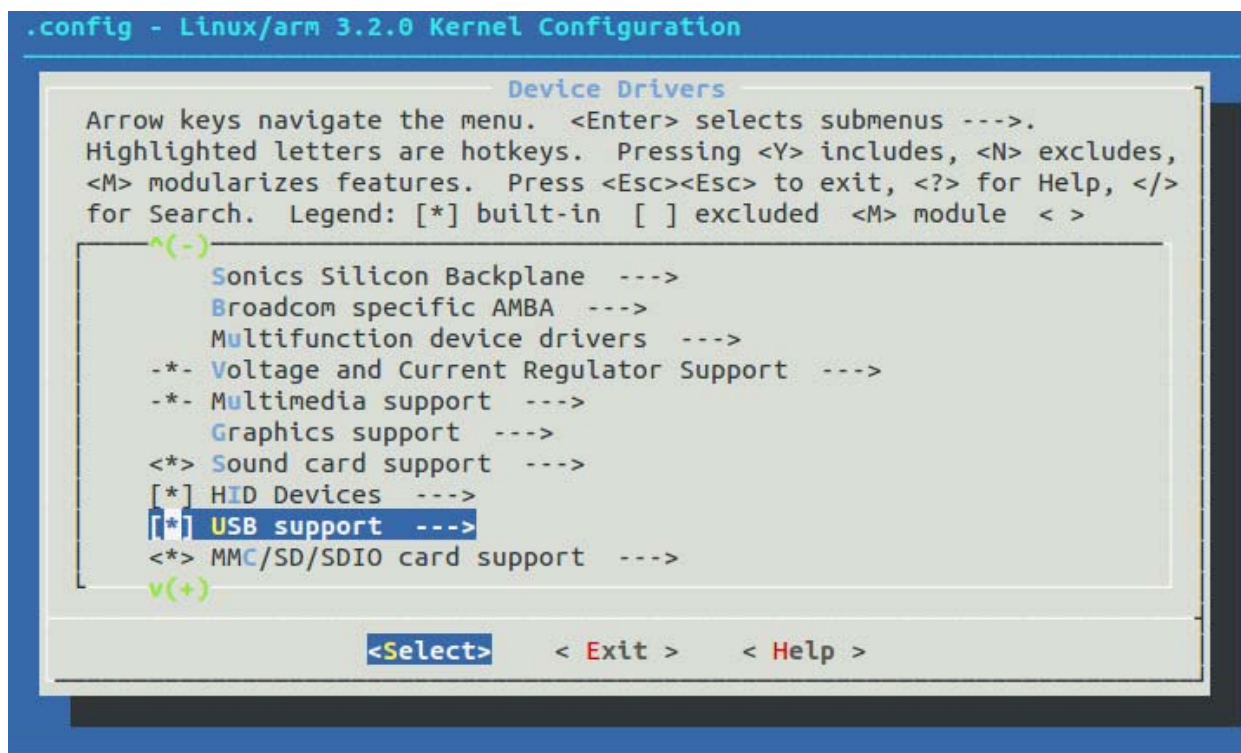 .config - Linux/arm 3.2.0 Kernel Configuration
Device Drivers
Arrow keys navigate the menu.  <Enter> selects submenus --->.
Highlighted letters are hotkeys.  Pressing <Y> includes, <N> excludes,
<M> modularizes features.  Press <Esc><Esc> to exit, <?> for Help, </>
for Search.  Legend: [*] built-in  [ ] excluded  <M> module  < >
^(-)
Sonics Silicon Backplane  --->
Broadcom specific AMBA  --->
Multifunction device drivers  --->
-*- Voltage and Current Regulator Support  --->
-*- Multimedia support  --->
Graphics support  --->
<*> Sound card support  --->
[*] HID Devices  --->
[*] USB support  --->
<*> MMC/SD/SDIO card support  --->
v(+)
<Select>    < Exit >    < Help >